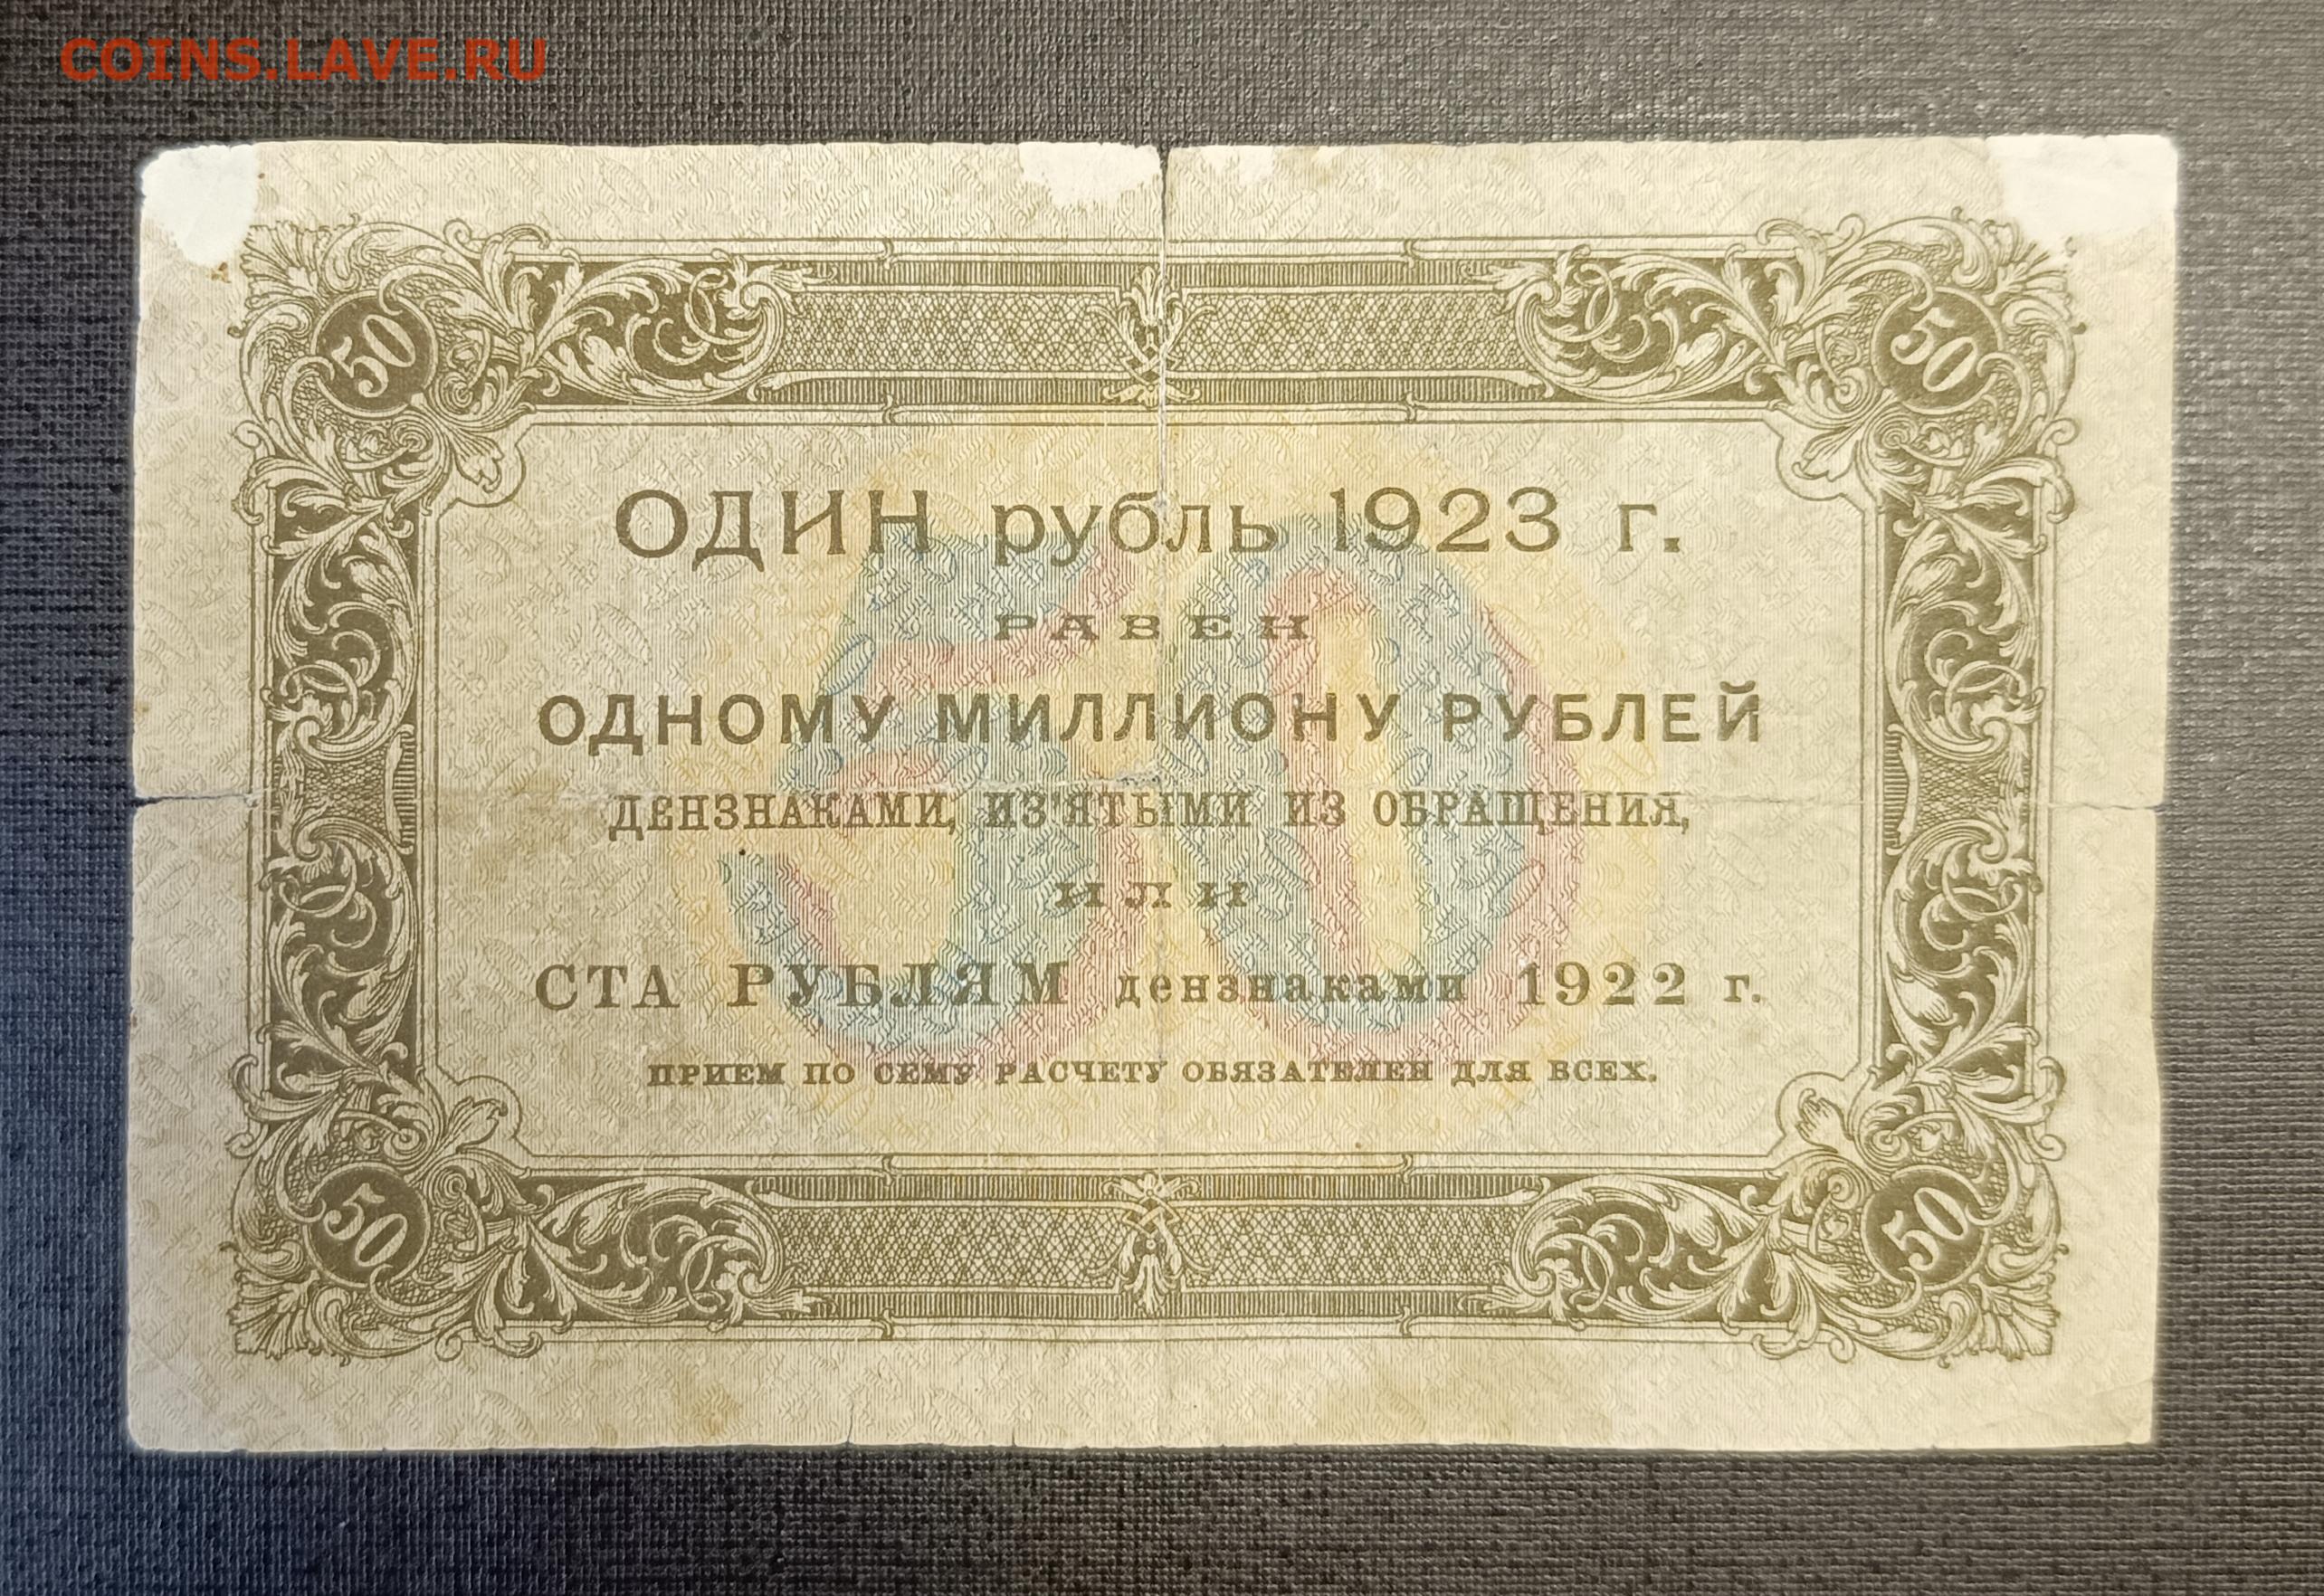 COINS.LAVE.RU
50
50
ОДИН рубль 1923 г.
РАВЕН
ОДНОМУ МИЛЛИОНУ РУБЛЕЙ
ДЕНЗНАКАМИ, ИЗ'ЯТЫМИ ИЗ ОБРАЩЕНИЯ,
ИЛИ
СТА РУБЛЯМ дензнаками 1922 г.
ПРИЕМ ПО СЕМУ РАСЧЕТУ ОБЯЗАТЕЛЕН ДЛЯ ВСЕХ.
50
50
50